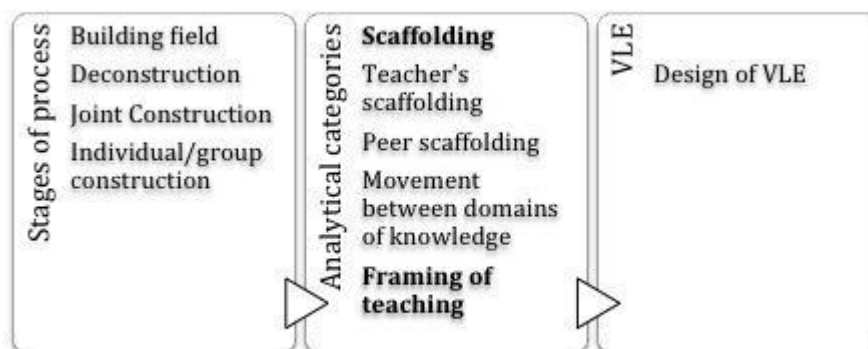 Stages of process
Building field
Deconstruction
Joint Construction
Individual/group
construction
Analytical categories
Scaffolding
Teacher's
scaffolding
Peer scaffolding
Movement
between domains
of knowledge
Framing of
teaching
VLE
Design of VLE